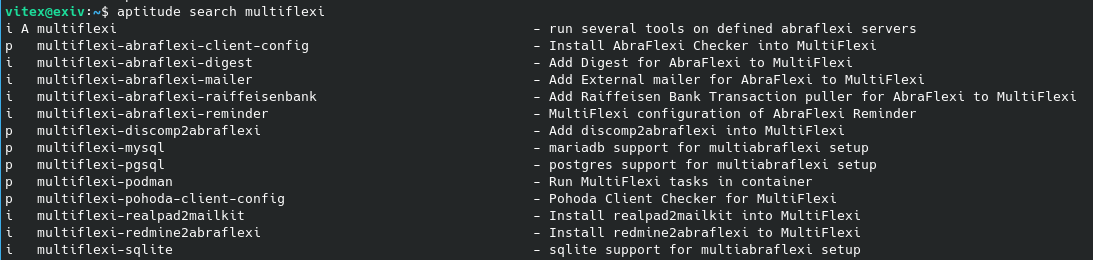 vitex@exiv:~$ aptitude search multiflexi
i A multiflexi - run several tools on defined abraflexi servers
p multiflexi-abraflexi-client-config - Install AbraFlexi Checker into MultiFlexi
i multiflexi-abraflexi-digest - Add Digest for AbraFlexi to MultiFlexi
i multiflexi-abraflexi-mailer - Add External mailer for AbraFlexi to MultiFlexi
i multiflexi-abraflexi-raiffeisenbank - Add Raiffeisen Bank Transaction puller for AbraFlexi to MultiFlexi
i multiflexi-abraflexi-reminder - MultiFlexi configuration of AbraFlexi Reminder
p multiflexi-discomp2abraflexi - Add discomp2abraflexi into MultiFlexi
p multiflexi-mysql - mariadb support for multiabraflexi setup
p multiflexi-pgsql - postgres support for multiabraflexi setup
p multiflexi-podman - Run MultiFlexi tasks in container
p multiflexi-pohoda-client-config - Pohoda Client Checker for MultiFlexi
i multiflexi-realpad2mailkit - Install realpad2mailkit into MultiFlexi
i multiflexi-redmine2abraflexi - Install redmine2abraflexi to MultiFlexi
i multiflexi-sqlite - sqlite support for multiabraflexi setup